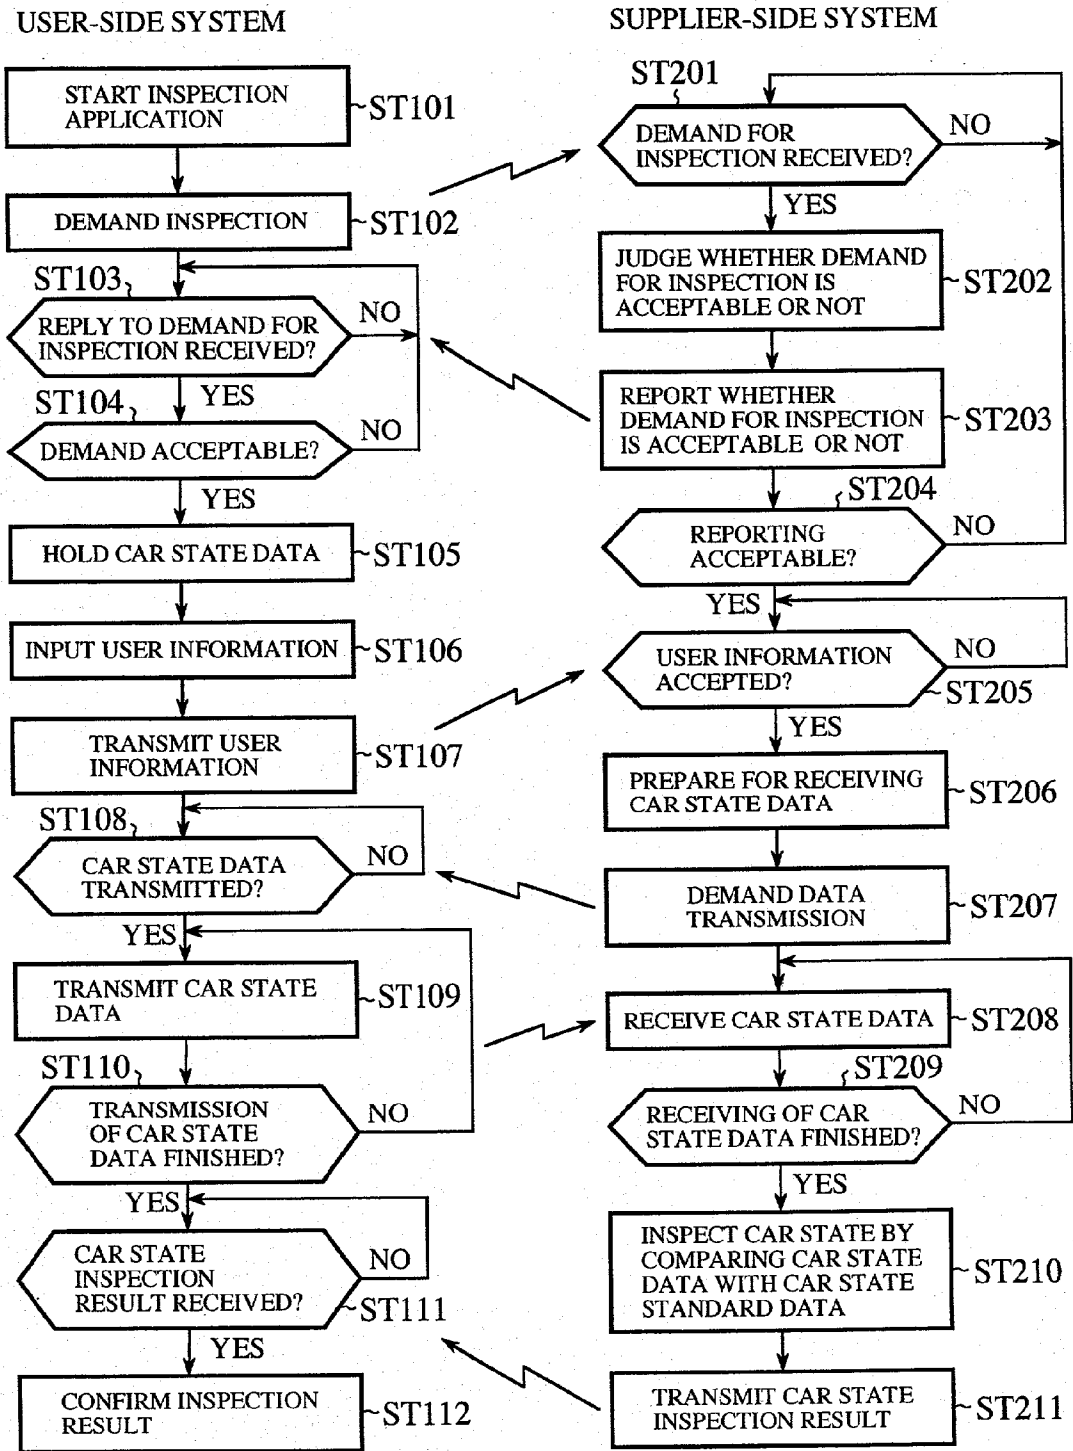 USER-SIDE SYSTEM
START INSPECTION
APPLICATION
ST101
DEMAND INSPECTION
ST102
ST103
REPLY TO DEMAND FOR
INSPECTION RECEIVED?
NO
YES
ST104
DEMAND ACCEPTABLE?
NO
YES
HOLD CAR STATE DATA
ST105
INPUT USER INFORMATION
ST106
TRANSMIT USER
INFORMATION
ST107
ST108
CAR STATE DATA
TRANSMITTED?
NO
YES
TRANSMIT CAR STATE
DATA
ST109
ST110
TRANSMISSION
OF CAR STATE
DATA FINISHED?
NO
YES
CAR STATE
INSPECTION
RESULT RECEIVED?
NO
ST111
YES
CONFIRM INSPECTION
RESULT
ST112
SUPPLIER-SIDE SYSTEM
ST201
DEMAND FOR
INSPECTION RECEIVED?
NO
YES
JUDGE WHETHER DEMAND
FOR INSPECTION IS
ACCEPTABLE OR NOT
ST202
REPORT WHETHER
DEMAND FOR INSPECTION
IS ACCEPTABLE OR NOT
ST203
ST204
REPORTING
ACCEPTABLE?
NO
YES
USER INFORMATION
ACCEPTED?
NO
ST205
YES
PREPARE FOR RECEIVING
CAR STATE DATA
ST206
DEMAND DATA
TRANSMISSION
ST207
RECEIVE CAR STATE DATA
ST208
ST209
RECEIVING OF CAR
STATE DATA FINISHED?
NO
YES
INSPECT CAR STATE BY
COMPARING CAR STATE
DATA WITH CAR STATE
STANDARD DATA
ST210
TRANSMIT CAR STATE
INSPECTION RESULT
ST211